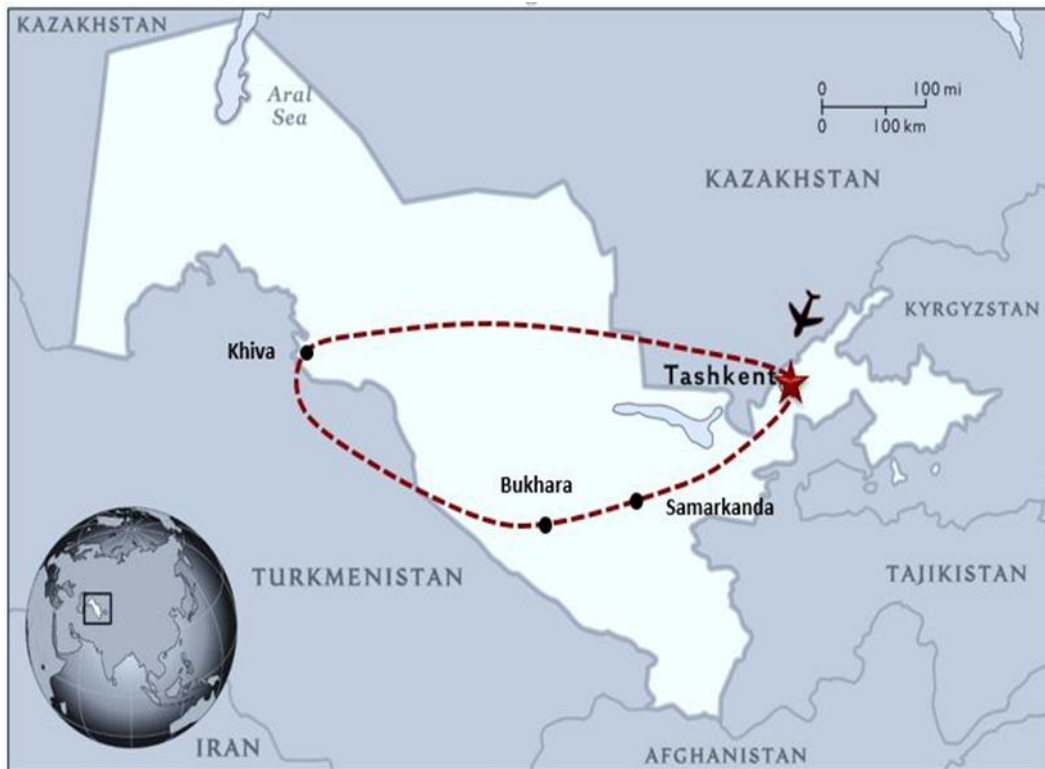 KAZAKHSTAN
Aral
Sea
0 100 mi
0 100 km
KAZAKHSTAN
KYRGYZSTAN
Khiva
Tashkent
Bukhara
Samarkanda
TURKMENISTAN
TAJIKISTAN
IRAN
AFGHANISTAN